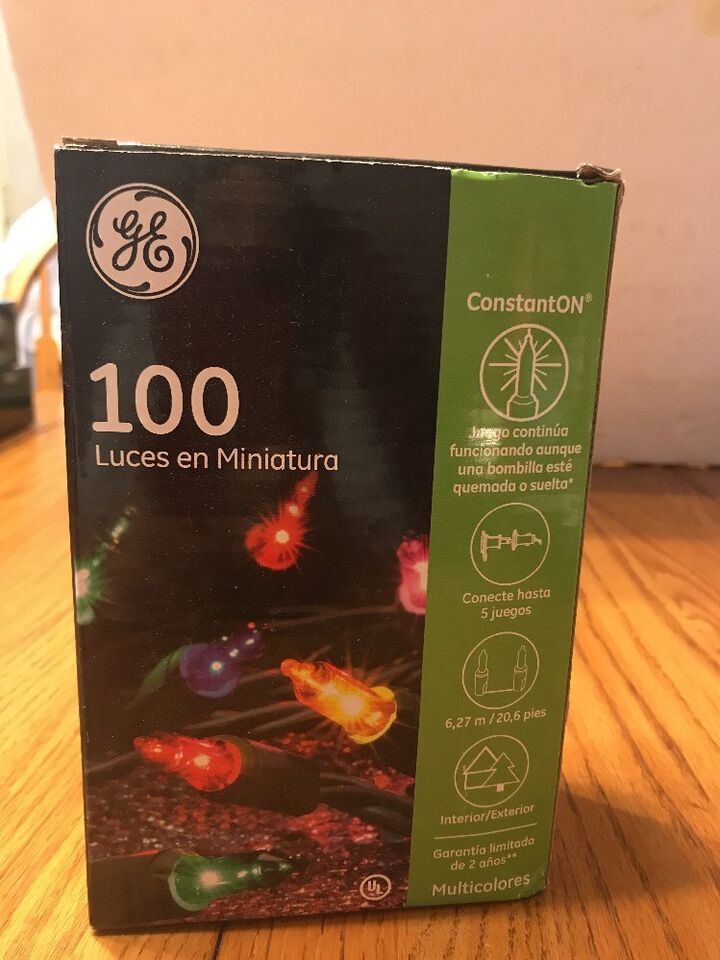 GE
100
Luces en Miniatura
ConstantON®
Juego continúa
funcionando aunque
una bombilla esté
quemada o suelta*
Conecte hasta
5 juegos
6,27 m / 20,6 pies
Interior/Exterior
Garantía limitada
de 2 años**
Multicolores
UL